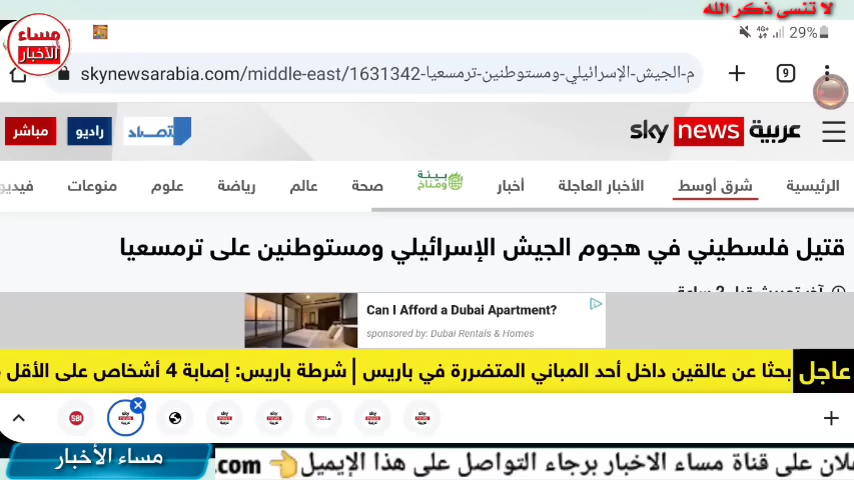 لا تنسى ذكر الله
مساء
الأخبار
4G+
29%
skynewsarabia.com/middle-east/1631342-م-الجيش-الإسرائيلي-ومستوطنين-ترمسعيا
9
مباشر
راديو
sky news عربية
الرئيسية
شرق أوسط
الأخبار العاجلة
أخبار
بيئة
ومناخ
صحة
عالم
رياضة
علوم
منوعات
فيديو
قتيل فلسطيني في هجوم الجيش الإسرائيلي ومستوطنين على ترمسعيا
Can I Afford a Dubai Apartment?
sponsored by: Dubai Rentals & Homes
عاجل
بحثا عن عالقين داخل أحد المباني المتضررة في باريس | شرطة باريس: إصابة 4 أشخاص على الأقل
SBI
مساء الأخبار
علان على قناة مساء الاخبار برجاء التواصل على هذا الإيميل👈 com.